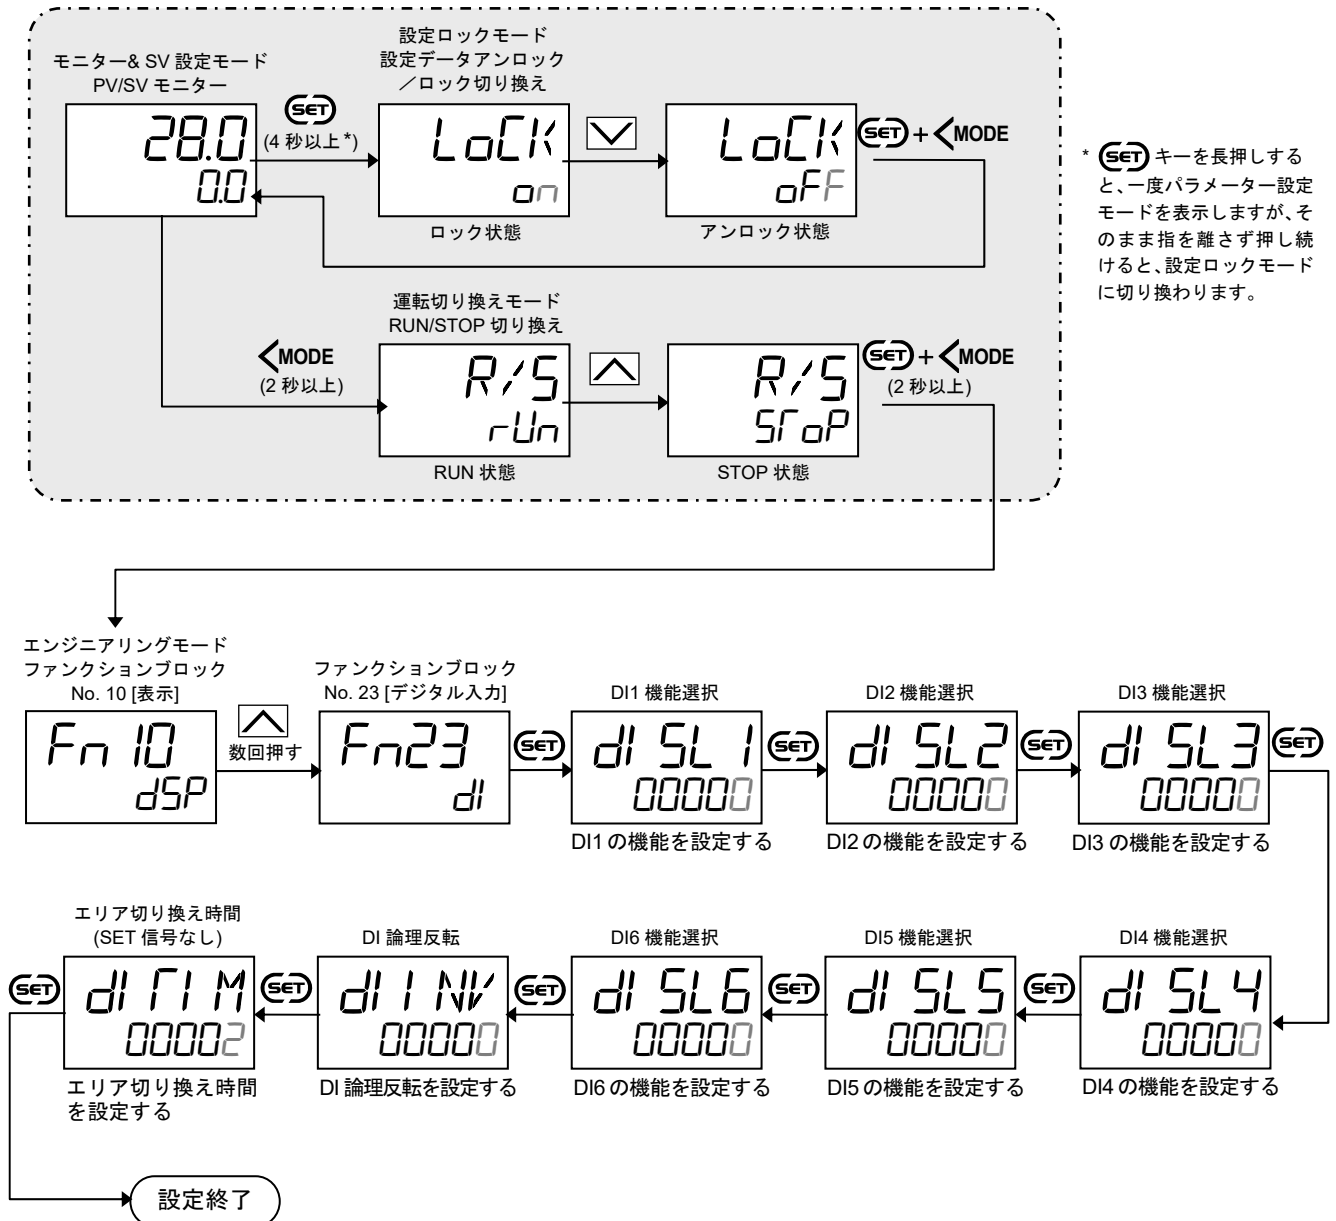 モニター& SV 設定モード
PV/SV モニター
28.0
0.0
SET
(4 秒以上*)
設定ロックモード
設定データアンロック
／ロック切り換え
LoCK
on
ロック状態
LoCK
oFF
アンロック状態
SET + MODE
* SET キーを長押しする
と、一度パラメーター設定
モードを表示しますが、そ
のまま指を離さず押し続
けると、設定ロックモード
に切り換わります。
MODE
(2 秒以上)
運転切り換えモード
RUN/STOP 切り換え
R/S
rUn
RUN 状態
R/S
SToP
STOP 状態
SET + MODE
(2 秒以上)
エンジニアリングモード
ファンクションブロック
No. 10 [表示]
Fn10
dSP
数回押す
ファンクションブロック
No. 23 [デジタル入力]
Fn23
dI
SET
DI1 機能選択
dI SL1
00000
DI1 の機能を設定する
SET
DI2 機能選択
dI SL2
00000
DI2 の機能を設定する
SET
DI3 機能選択
dI SL3
00000
DI3 の機能を設定する
SET
DI4 機能選択
dI SL4
00000
DI4 の機能を設定する
SET
DI5 機能選択
dI SL5
00000
DI5 の機能を設定する
SET
DI6 機能選択
dI SL6
00000
DI6 の機能を設定する
SET
DI 論理反転
dI INV
00000
DI 論理反転を設定する
SET
エリア切り換え時間
(SET 信号なし)
dI TIM
00002
エリア切り換え時間
を設定する
SET
設定終了